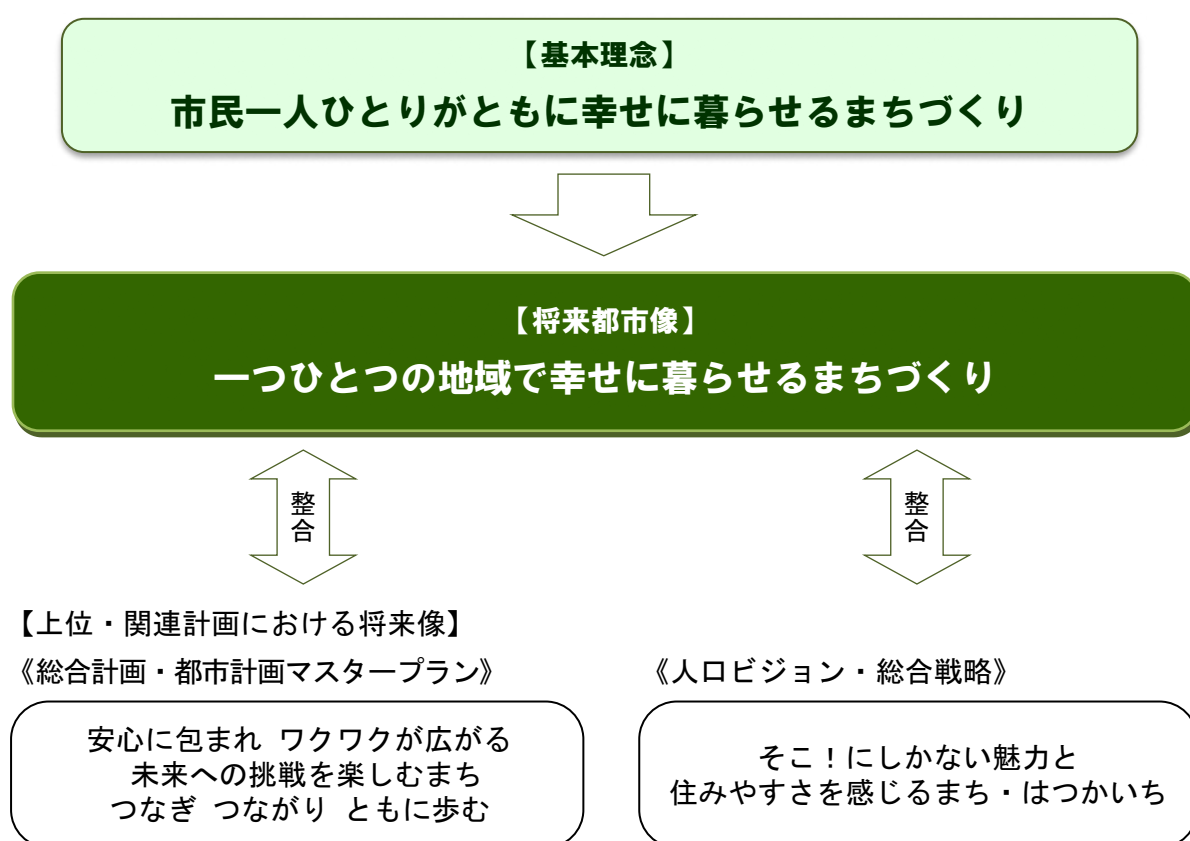 【基本理念】
市民一人ひとりがともに幸せに暮らせるまちづくり
【将来都市像】
一つひとつの地域で幸せに暮らせるまちづくり
整合
整合
【上位・関連計画における将来像】
《総合計画・都市計画マスタープラン》
安心に包まれ ワクワクが広がる
未来への挑戦を楽しむまち
つなぎ つながり ともに歩む
《人口ビジョン・総合戦略》
そこ！にしかない魅力と
住みやすさを感じるまち・はつかいち